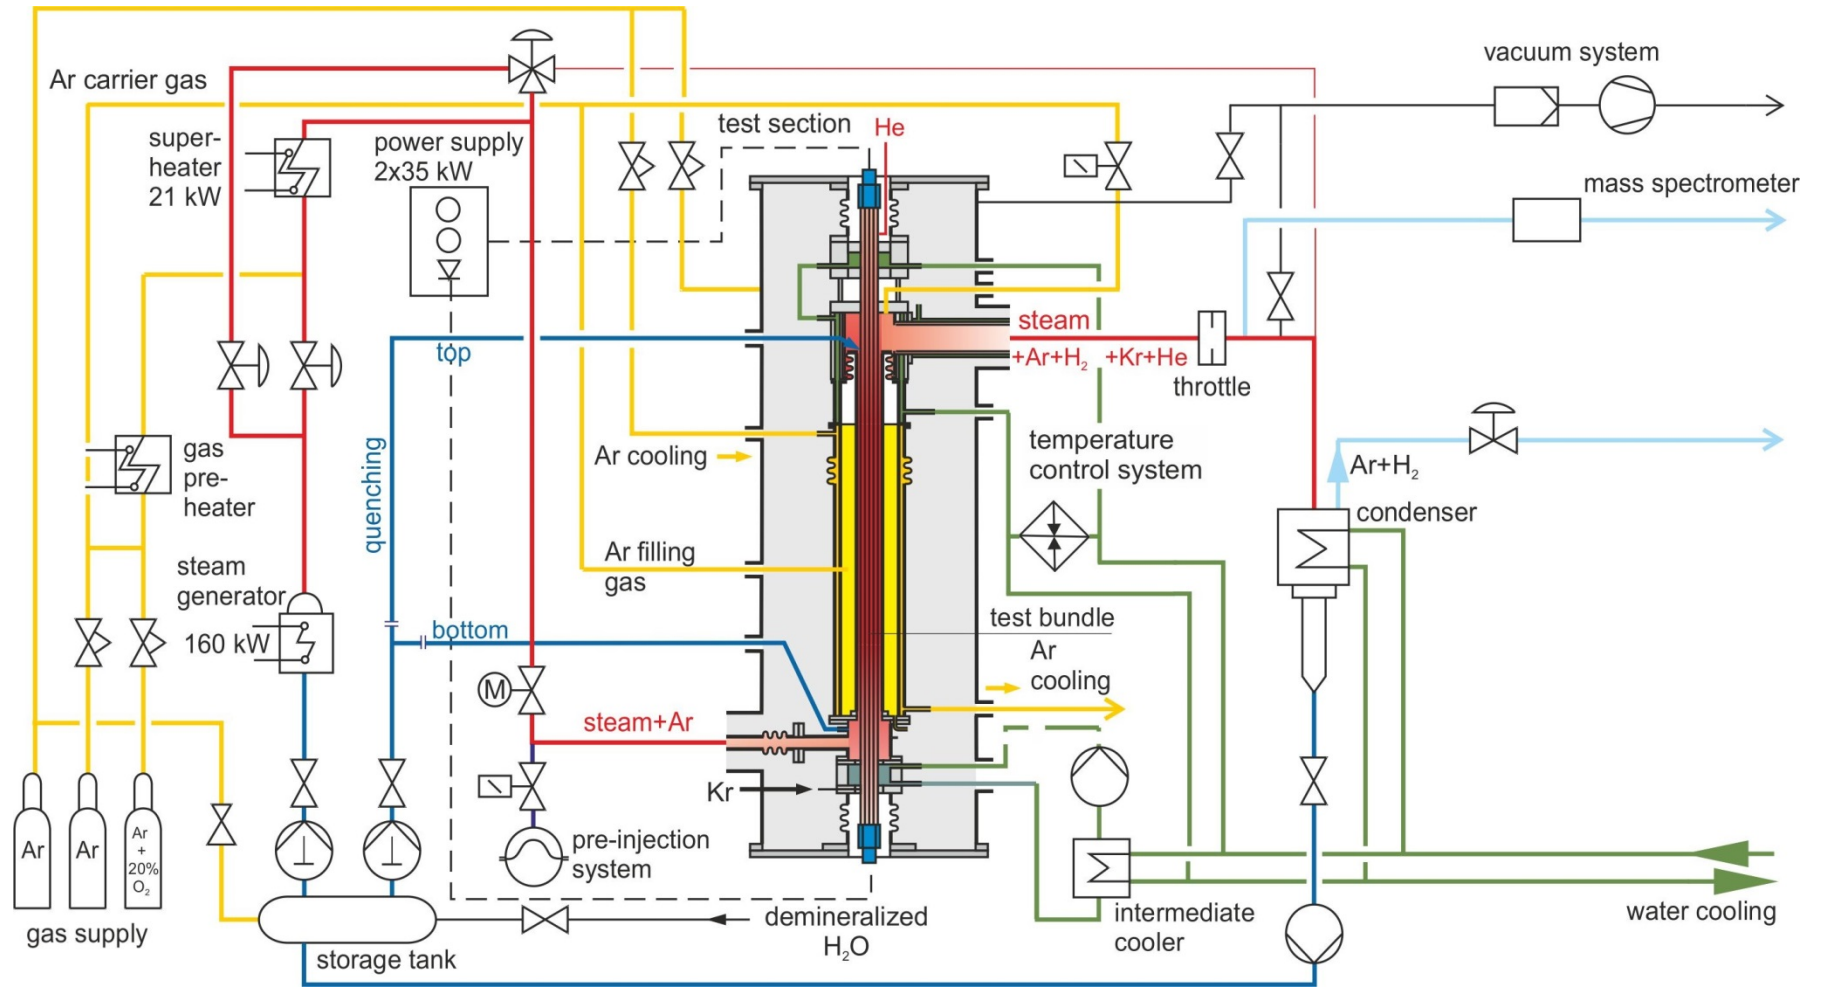 vacuum system
Ar carrier gas
super-
heater
21 kW
power supply
2x35 kW
test section
He
mass spectrometer
steam
+Ar+H₂ +Kr+He
throttle
top
quenching
gas
pre-
heater
Ar cooling
temperature
control system
Ar+H₂
condenser
Ar filling
gas
steam
generator
160 kW
bottom
test bundle
Ar
cooling
M
steam+Ar
Kr
Ar
Ar
Ar
+
20%
O₂
pre-injection
system
gas supply
storage tank
demineralized
H₂O
intermediate
cooler
water cooling